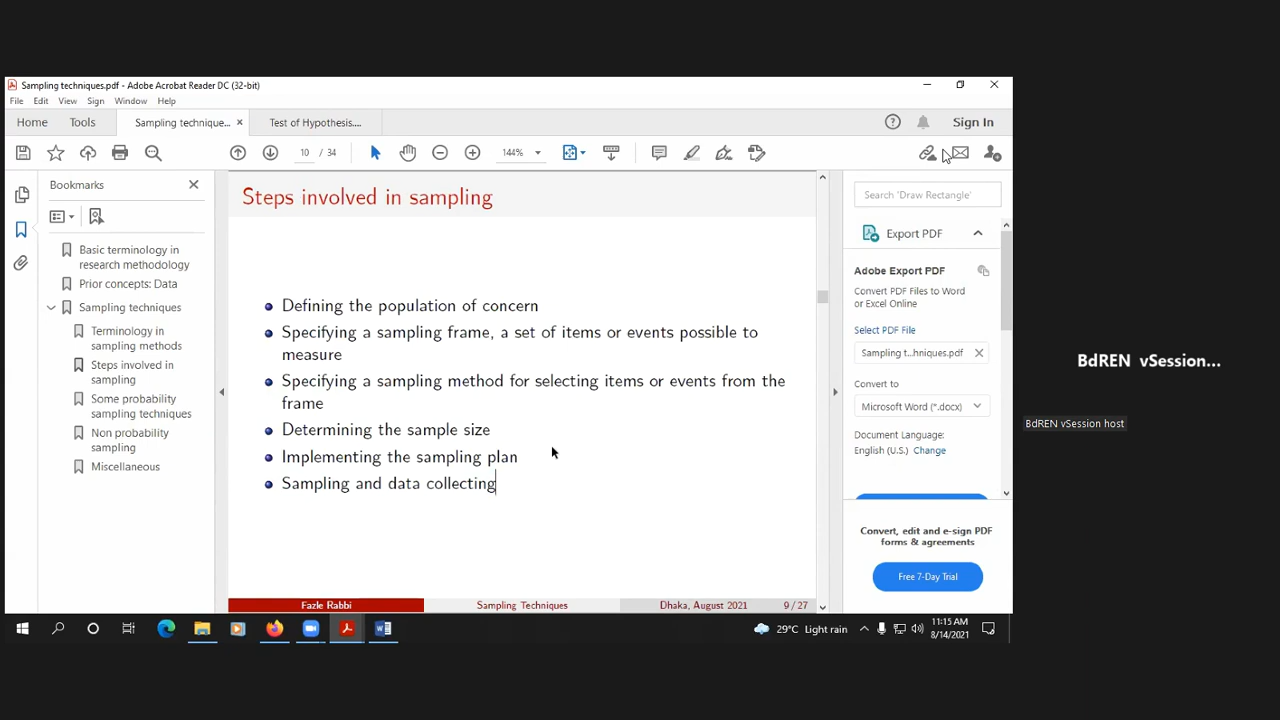 Sampling techniques.pdf - Adobe Acrobat Reader DC (32-bit)
File Edit View Sign Window Help
Home Tools Sampling technique... × Test of Hypothesis.... Sign In
10 / 34 144%
Bookmarks
Basic terminology in
research methodology
Prior concepts: Data
Sampling techniques
Terminology in
sampling methods
Steps involved in
sampling
Some probability
sampling techniques
Non probability
sampling
Miscellaneous
Steps involved in sampling
Defining the population of concern
Specifying a sampling frame, a set of items or events possible to
measure
Specifying a sampling method for selecting items or events from the
frame
Determining the sample size
Implementing the sampling plan
Sampling and data collecting
Fazle Rabbi Sampling Techniques Dhaka, August 2021 9 / 27
Search 'Draw Rectangle'
Export PDF
Adobe Export PDF
Convert PDF Files to Word
or Excel Online
Select PDF File
Sampling t...hniques.pdf
Convert to
Microsoft Word (*.docx)
Document Language:
English (U.S.) Change
Convert, edit and e-sign PDF
forms & agreements
Free 7-Day Trial
BdREN vSession...
BdREN vSession host
29°C Light rain
11:15 AM
8/14/2021